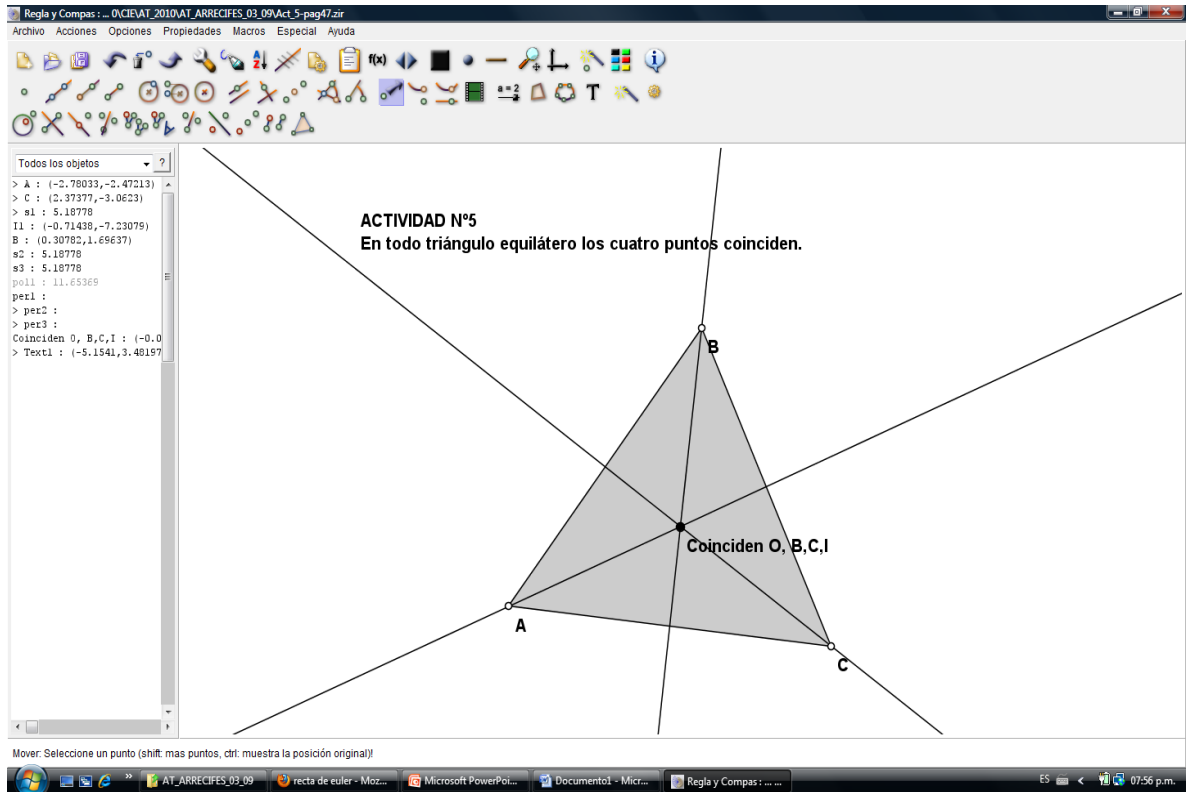 Regla y Compas : ... 0\CIE\AT_2010\AT_ARRECIFES_03_09\Act_5-pag47.zir
Archivo Acciones Opciones Propiedades Macros Especial Ayuda
f(x)
a=2
T
Todos los objetos
?
> A : (-2.78033,-2.47213)
> C : (2.37377,-3.0623)
> s1 : 5.18778
I1 : (-0.71438,-7.23079)
B : (0.30782,1.69637)
s2 : 5.18778
s3 : 5.18778
pol1 : 11.65369
per1 :
> per2 :
> per3 :
Coinciden 0, B,C,I : (-0.0
> Text1 : (-5.1541,3.48197
ACTIVIDAD Nº5
En todo triángulo equilátero los cuatro puntos coinciden.
B
Coinciden O, B,C,I
A
C
Mover: Seleccione un punto (shift: mas puntos, ctrl: muestra la posición original)!
AT_ARRECIFES_03_09
recta de euler - Moz...
Microsoft PowerPoi...
Documento1 - Micr...
Regla y Compas : ... ...
ES
07:56 p.m.